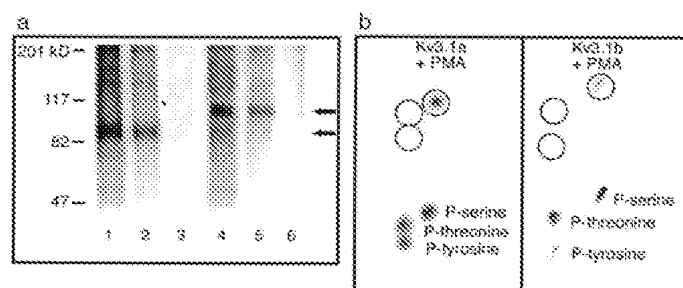 a
201 kD
117
82
47
1 2 3 4 5 6
b
Kv3.1a
+ PMA
P-serine
P-threonine
P-tyrosine
Kv3.1b
+ PMA
P-serine
P-threonine
P-tyrosine